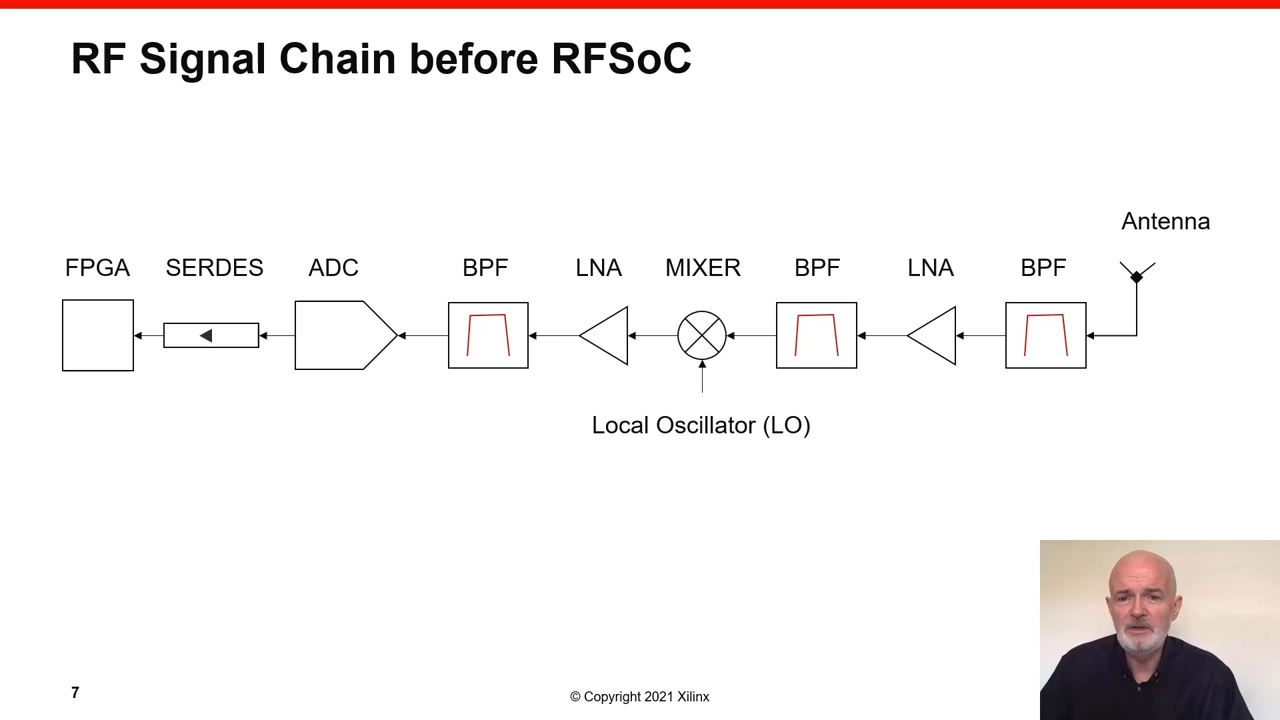 RF Signal Chain before RFSoC
Antenna
FPGA SERDES ADC BPF LNA MIXER BPF LNA BPF
Local Oscillator (LO)
7
© Copyright 2021 Xilinx